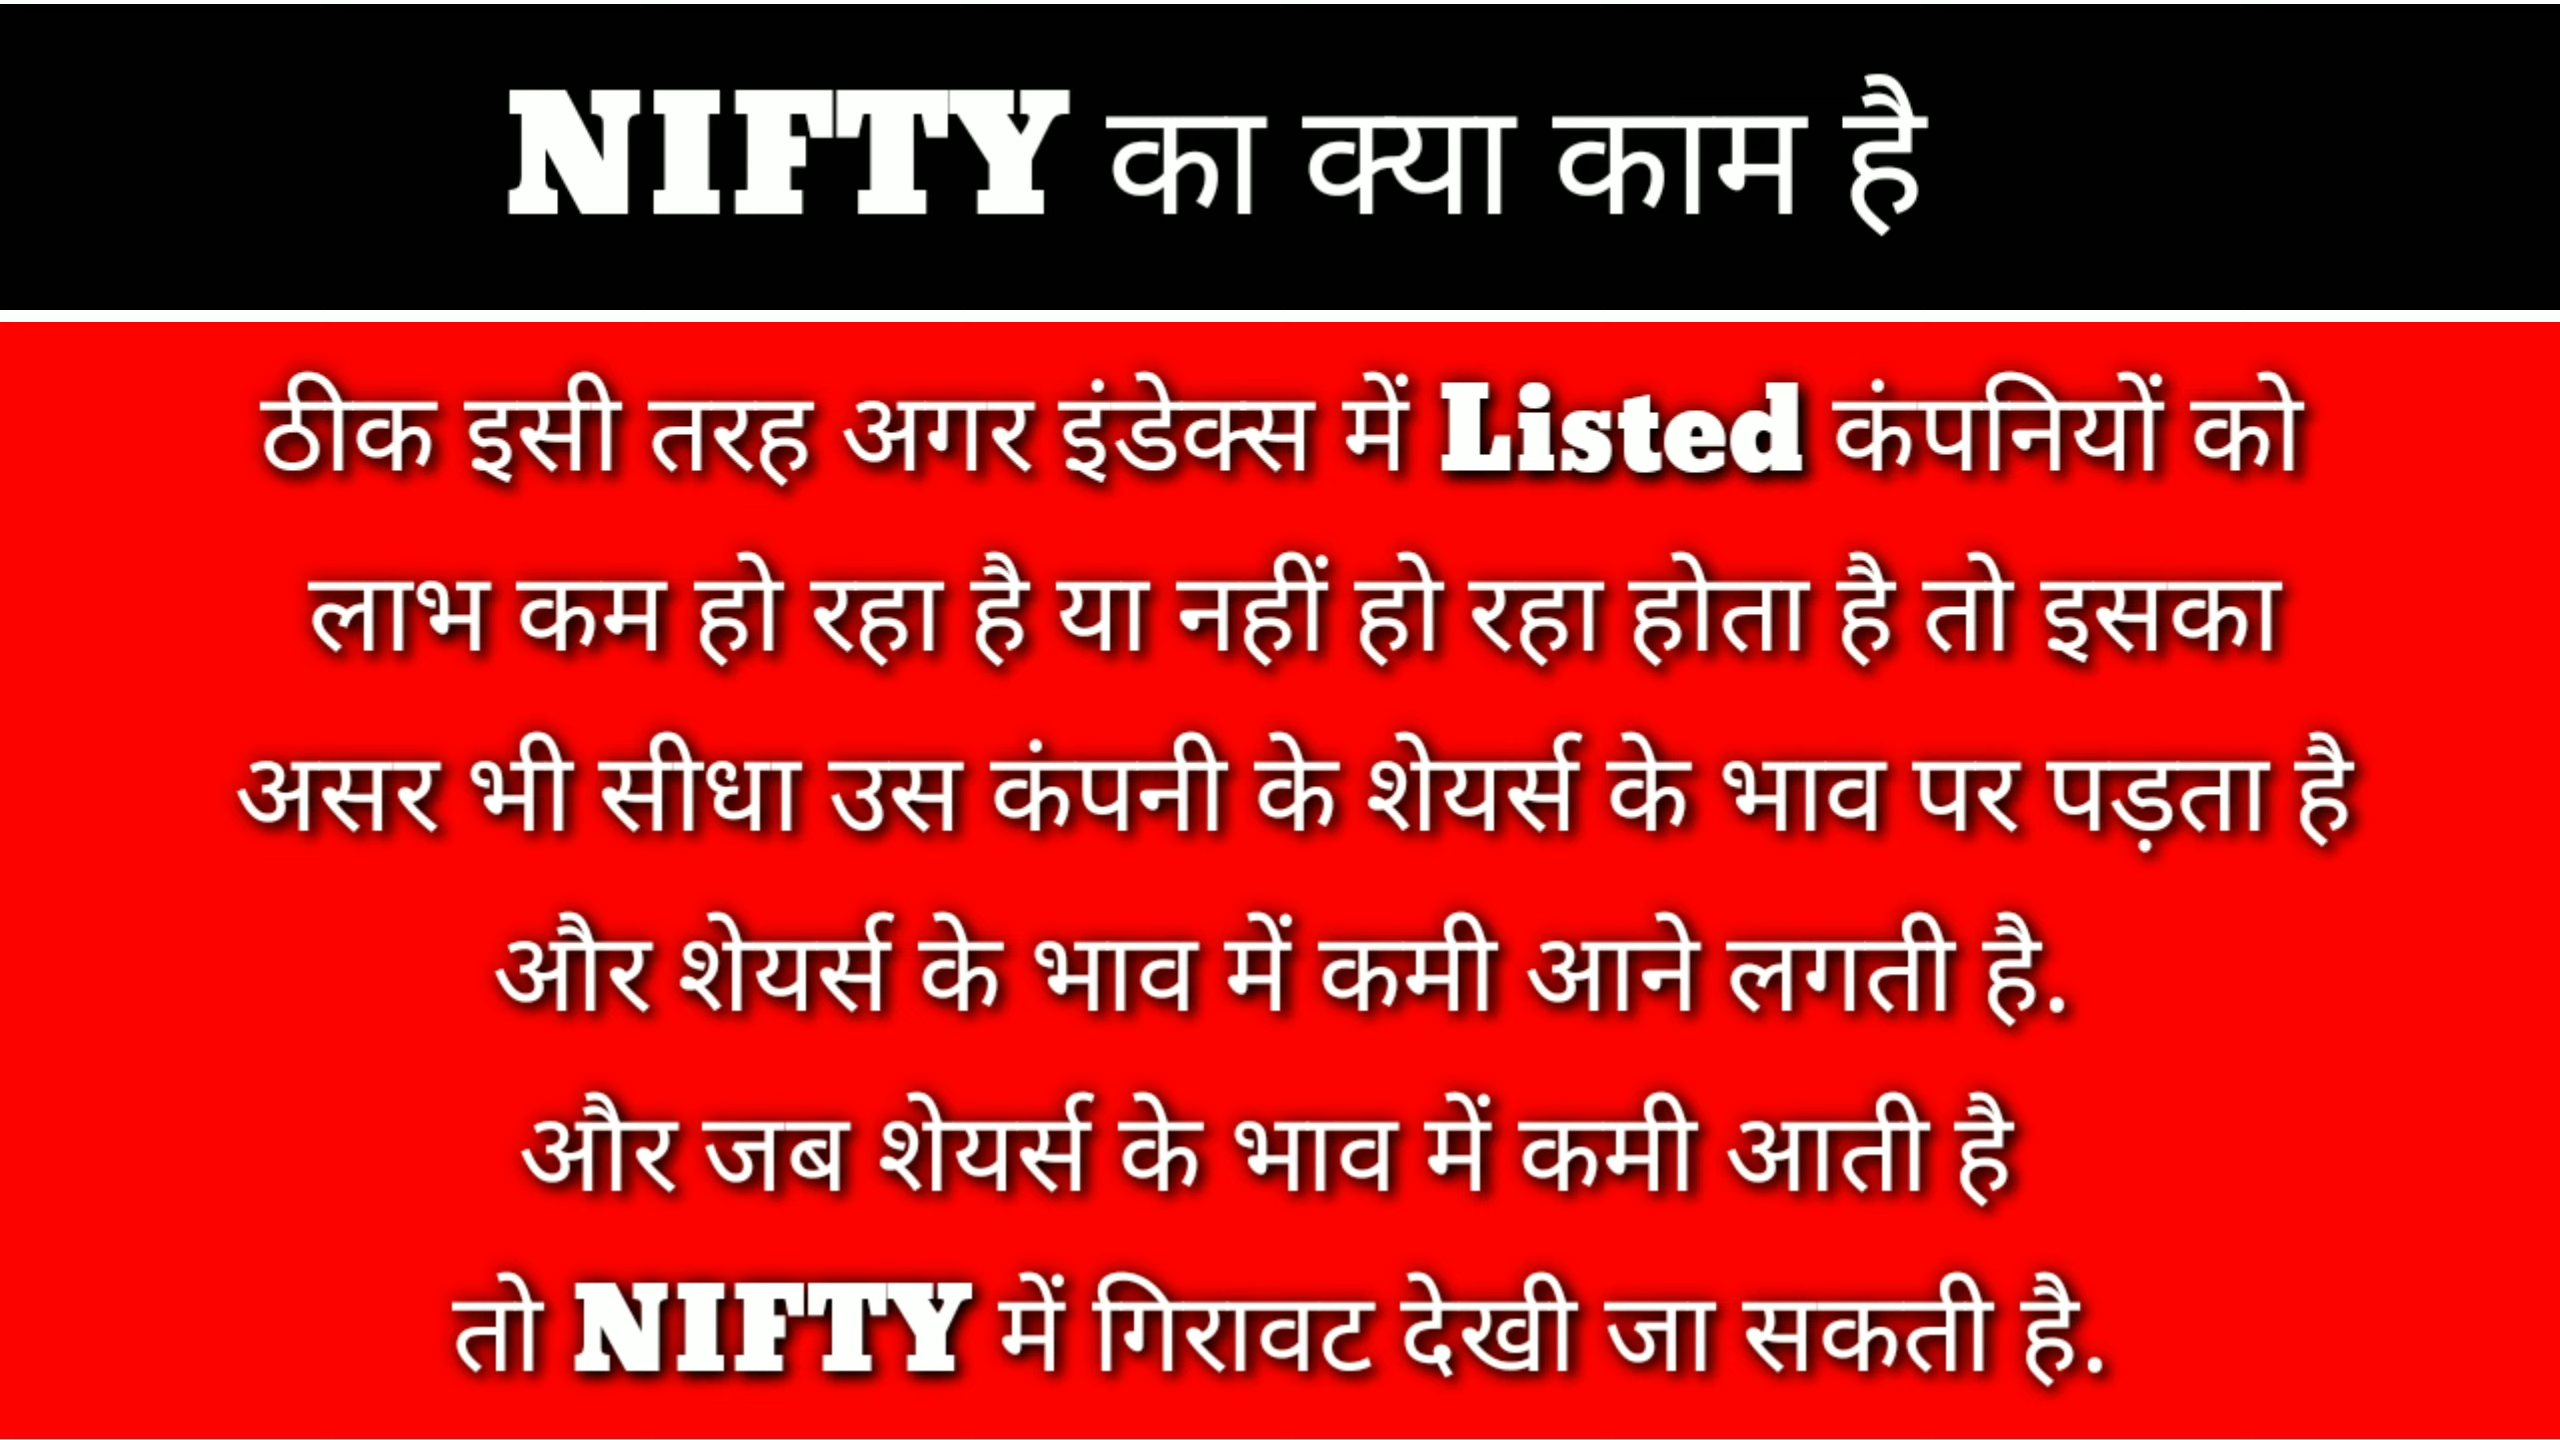 NIFTY का क्या काम है
ठीक इसी तरह अगर इंडेक्स में Listed कंपनियों को
लाभ कम हो रहा है या नहीं हो रहा होता है तो इसका
असर भी सीधा उस कंपनी के शेयर्स के भाव पर पड़ता है
और शेयर्स के भाव में कमी आने लगती है.
और जब शेयर्स के भाव में कमी आती है
तो NIFTY में गिरावट देखी जा सकती है.